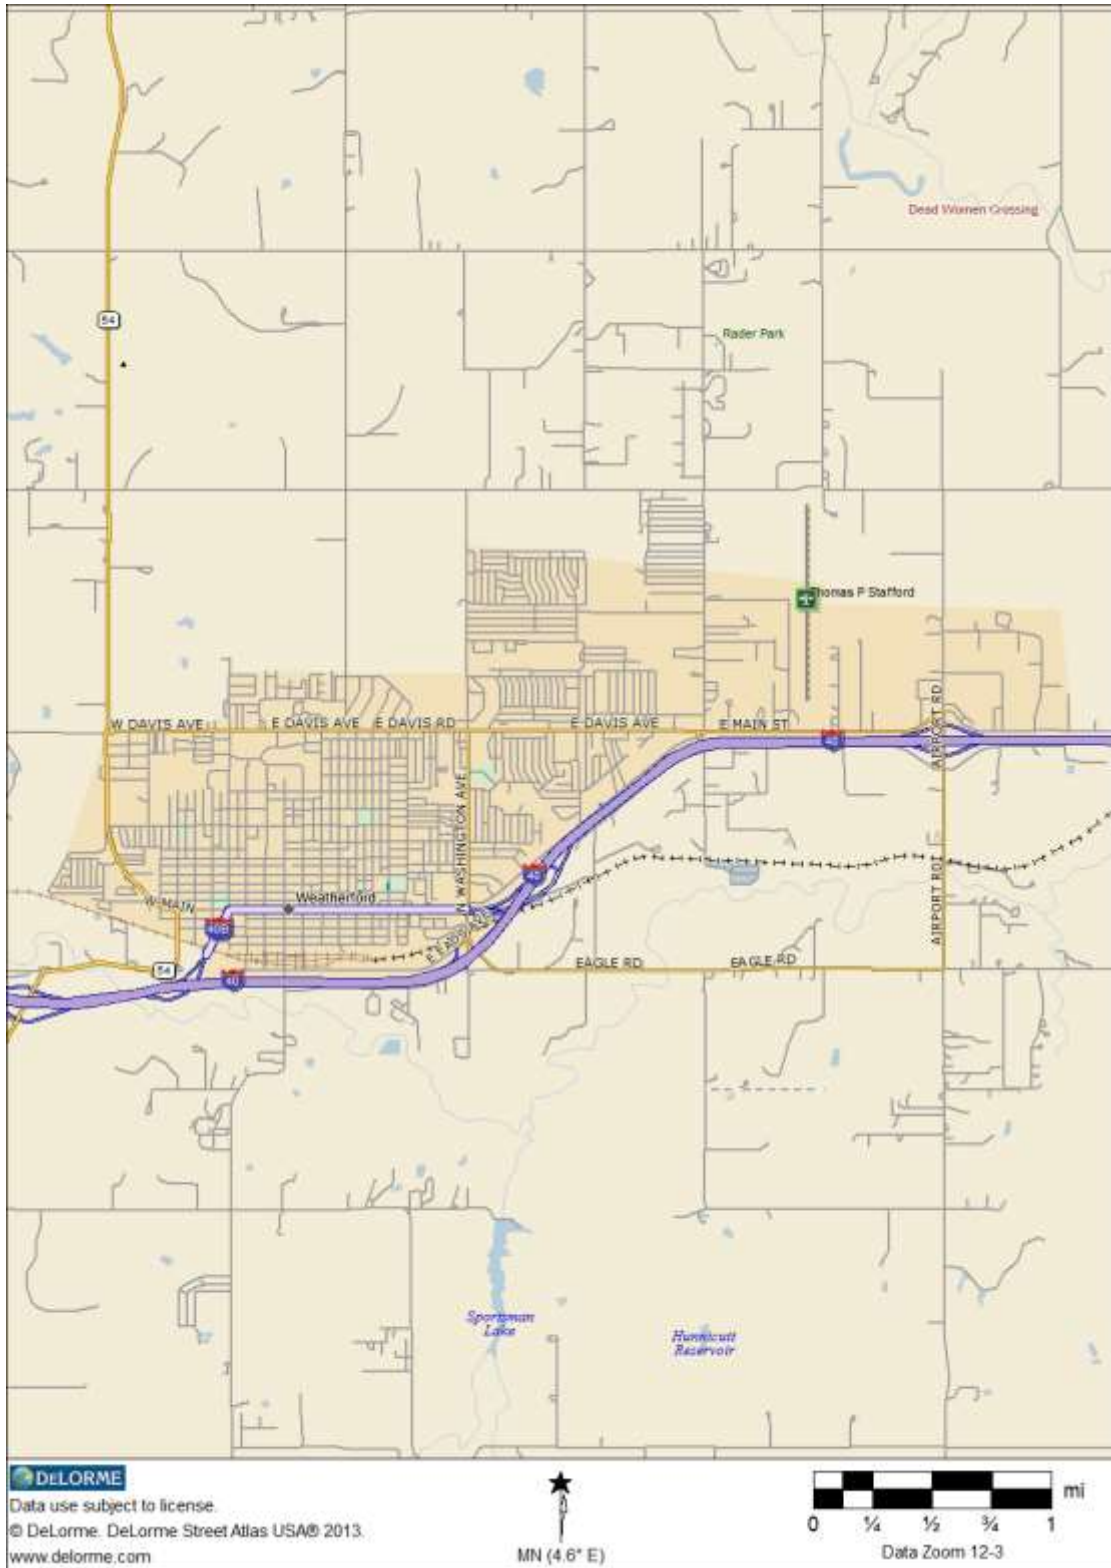 Dead Women Crossing
54
Rader Park
Thomas P Stafford
W DAVIS AVE
E DAVIS AVE
E DAVIS RD
E DAVIS AVE
E MAIN ST
AIRPORT RD
40
N WASHINGTON AVE
40
W MAIN
Weatherford
40B
AIRPORT RD
54
40
EAGLE RD
EAGLE RD
Sportsman
Lake
Hunnicutt
Reservoir
DELORME
Data use subject to license.
© DeLorme. DeLorme Street Atlas USA® 2013.
www.delorme.com
MN (4.6° E)
mi
0 ¼ ½ ¾ 1
Data Zoom 12-3